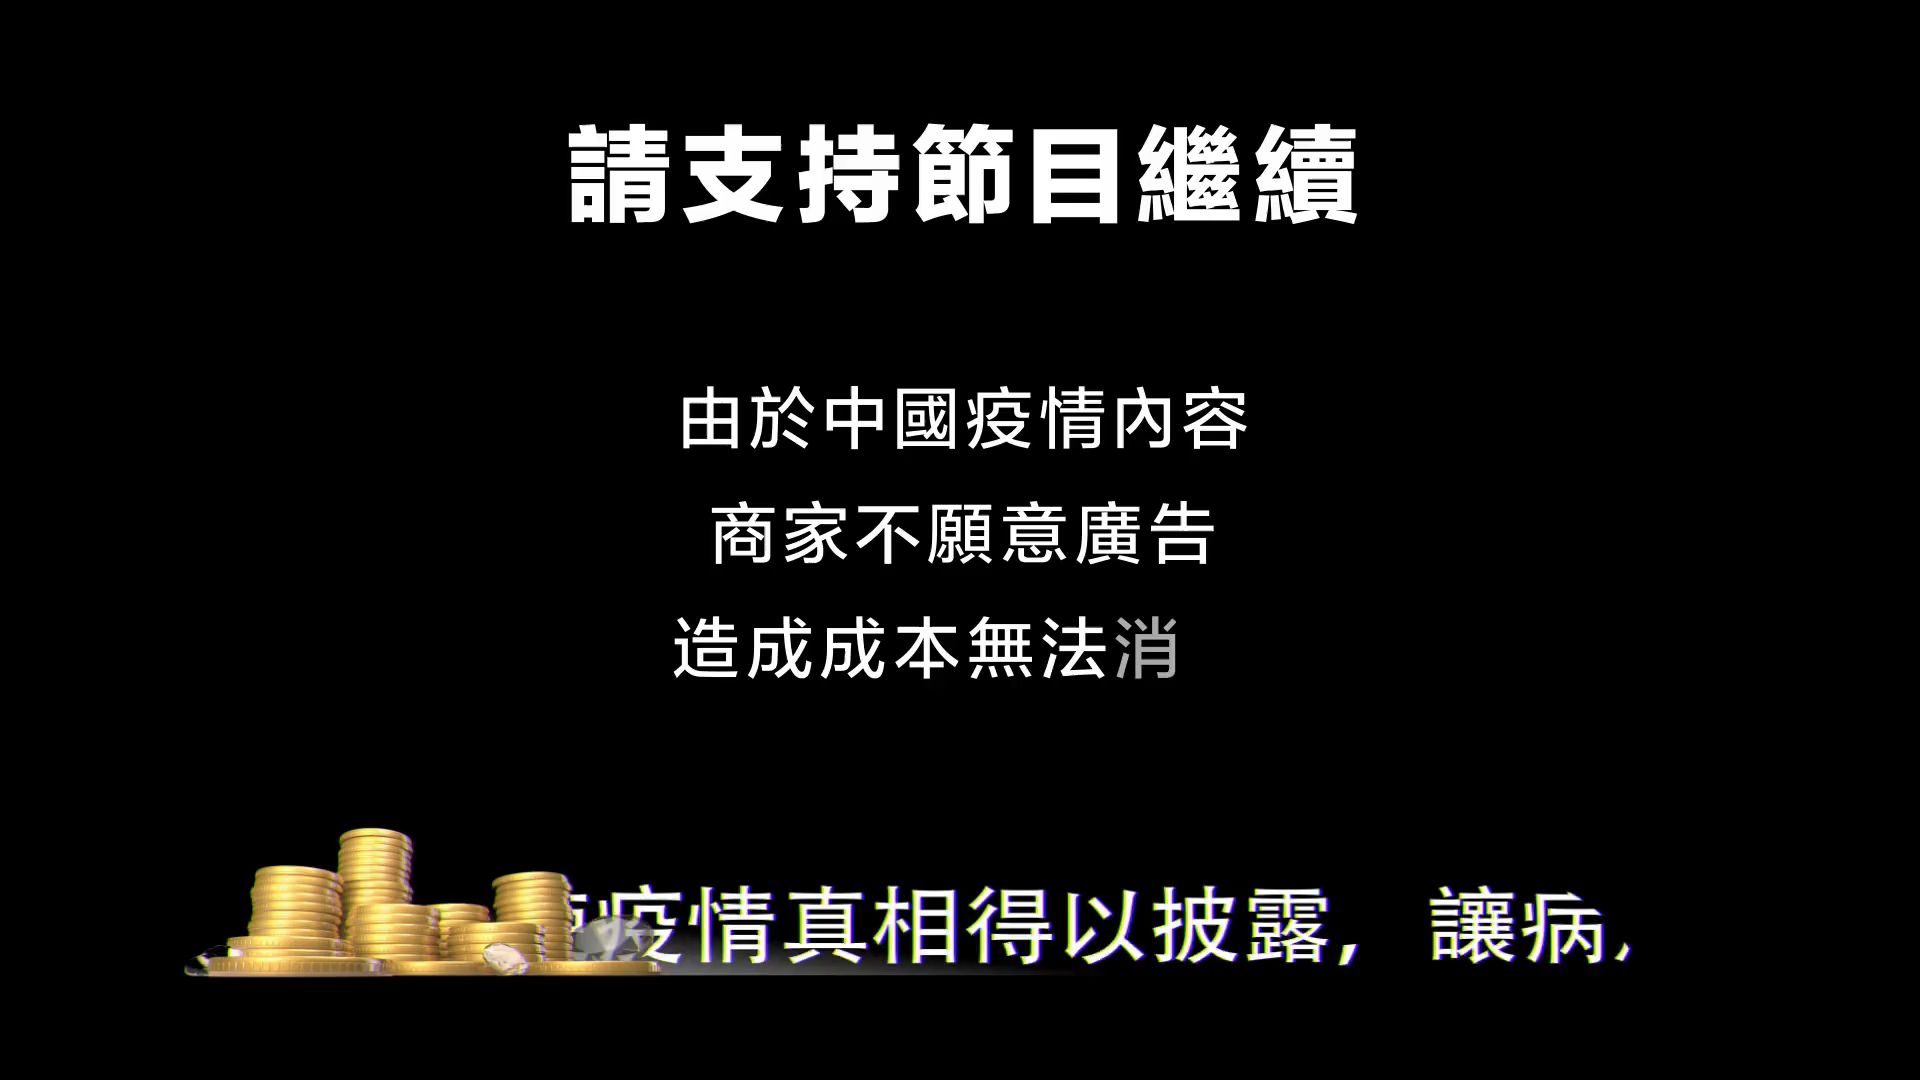 請支持節目繼續
由於中國疫情內容
商家不願意廣告
造成成本無法消
疫情真相得以披露，讓病